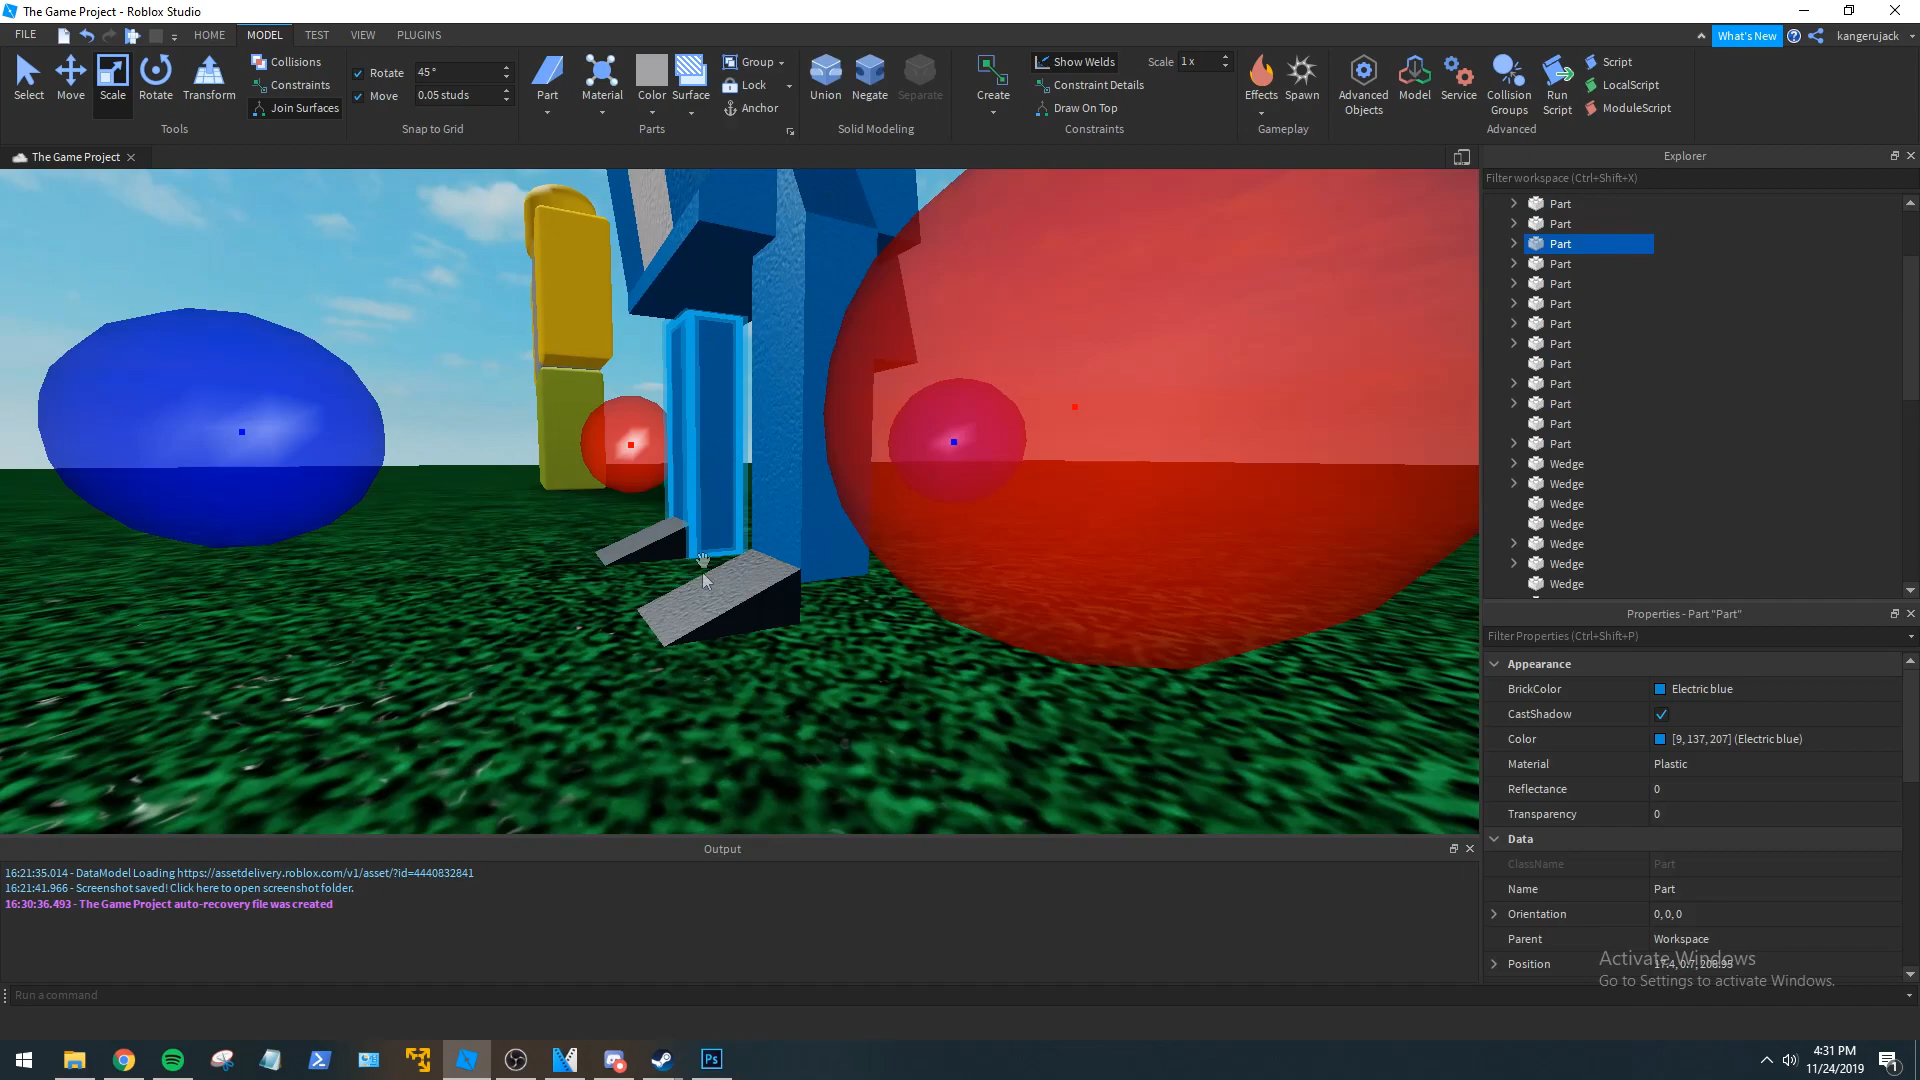 The Game Project - Roblox Studio
FILE HOME MODEL TEST VIEW PLUGINS What's New kangerujack
Select Move Scale Rotate Transform
Collisions
Constraints
Join Surfaces
Tools
Rotate 45°
Move 0.05 studs
Snap to Grid
Part Material Color Surface
Group
Lock
Anchor
Parts
Union Negate Separate
Solid Modeling
Create
Show Welds Scale 1x
Constraint Details
Draw On Top
Constraints
Effects Spawn
Gameplay
Advanced Objects Model Service Collision Groups Run Script
Script
LocalScript
ModuleScript
Advanced
The Game Project
Explorer
Filter workspace (Ctrl+Shift+X)
Part
Part
Part
Part
Part
Part
Part
Part
Part
Part
Part
Part
Part
Wedge
Wedge
Wedge
Wedge
Wedge
Wedge
Wedge
Properties - Part "Part"
Filter Properties (Ctrl+Shift+P)
Appearance
BrickColor Electric blue
CastShadow
Color [9, 137, 207] (Electric blue)
Material Plastic
Reflectance 0
Transparency 0
Data
ClassName Part
Name Part
Orientation 0, 0, 0
Parent Workspace
Position
Activate Windows
Go to Settings to activate Windows.
Output
16:21:35.014 - DataModel Loading https://assetdelivery.roblox.com/v1/asset/?id=4440832841
16:21:41.966 - Screenshot saved! Click here to open screenshot folder.
16:30:36.493 - The Game Project auto-recovery file was created
Run a command
Ps
4:31 PM
11/24/2019
1